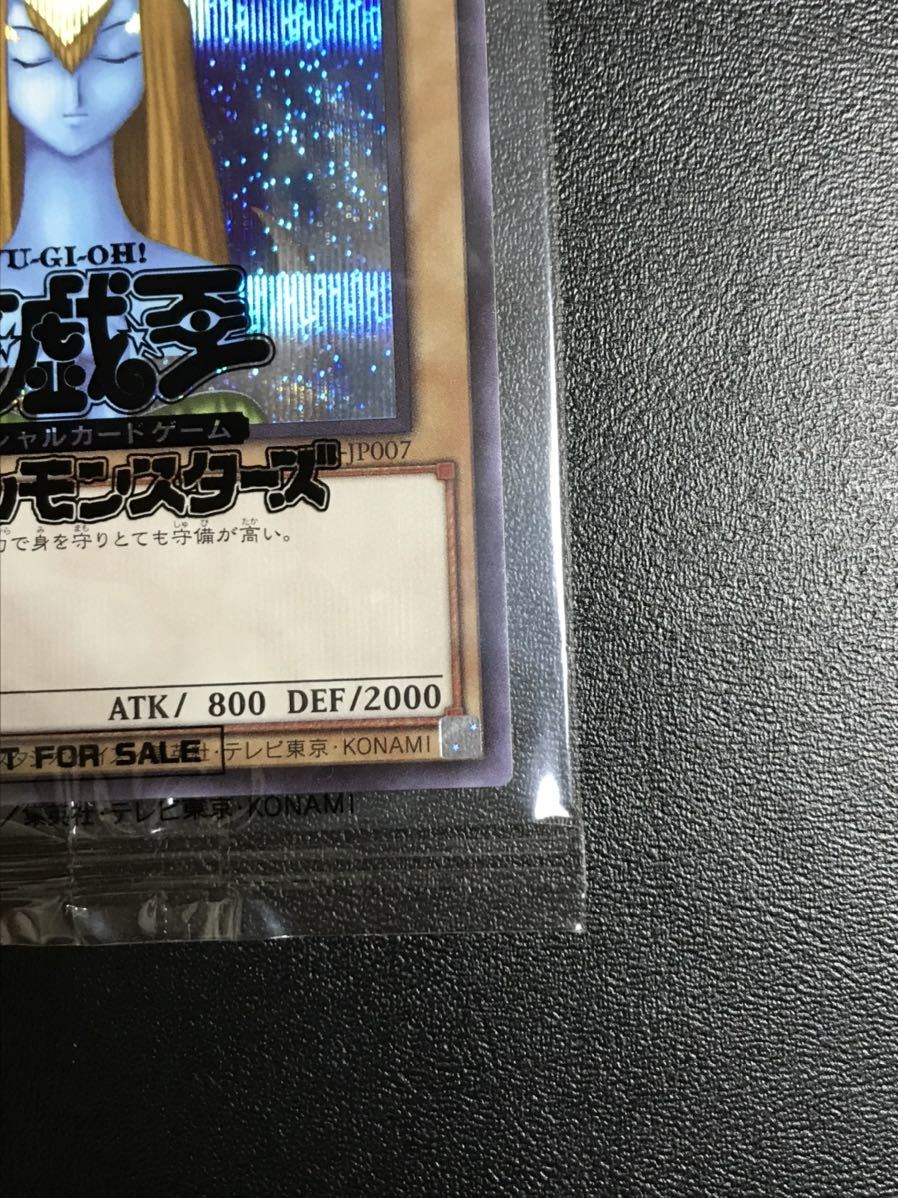 U-GI-OH!
戯王
シャルカードゲーム
-JP007
モンスターズ
で身を守りとても守備が高い。
ATK/ 800 DEF/2000
T FOR SALE
・テレビ東京・KONAMI
/集英社・テレビ東京・KONAMI